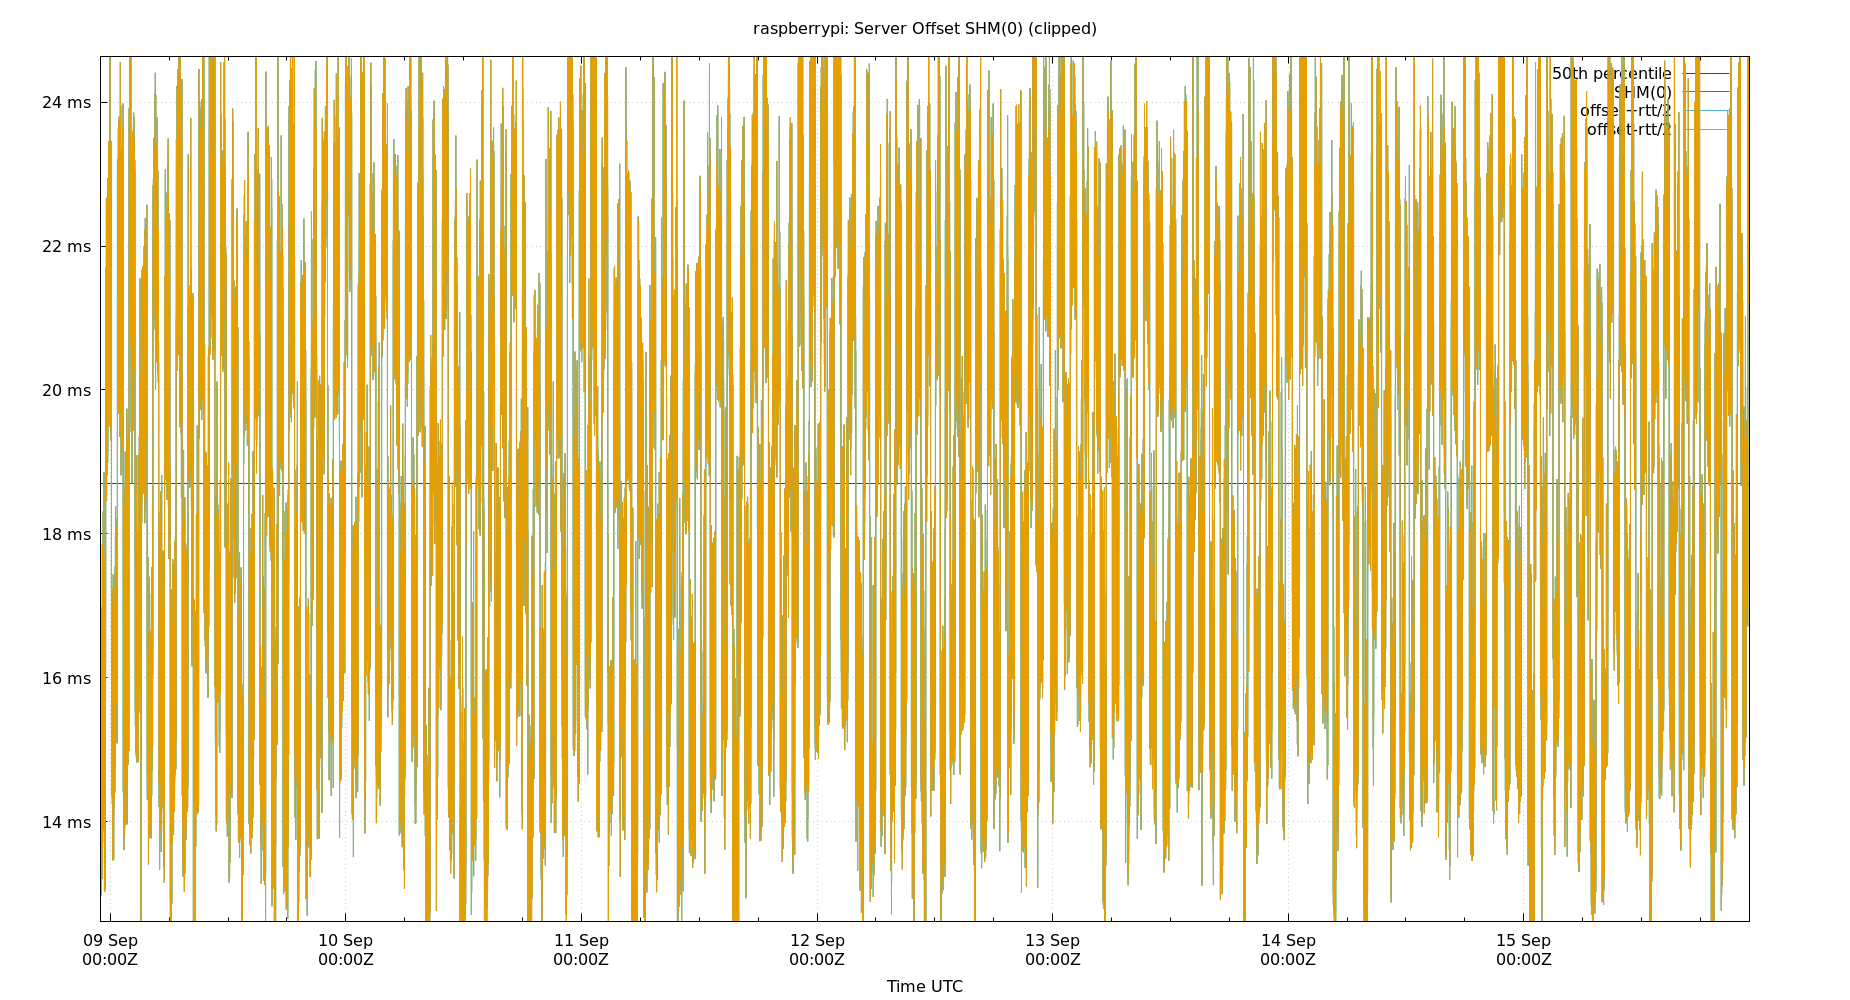 raspberrypi: Server Offset SHM(0) (clipped)
50th percentile
SHM(0)
offset+rtt/2
offset-rtt/2
24 ms
22 ms
20 ms
18 ms
16 ms
14 ms
09 Sep 10 Sep 11 Sep 12 Sep 13 Sep 14 Sep 15 Sep
00:00Z 00:00Z 00:00Z 00:00Z 00:00Z 00:00Z 00:00Z
Time UTC